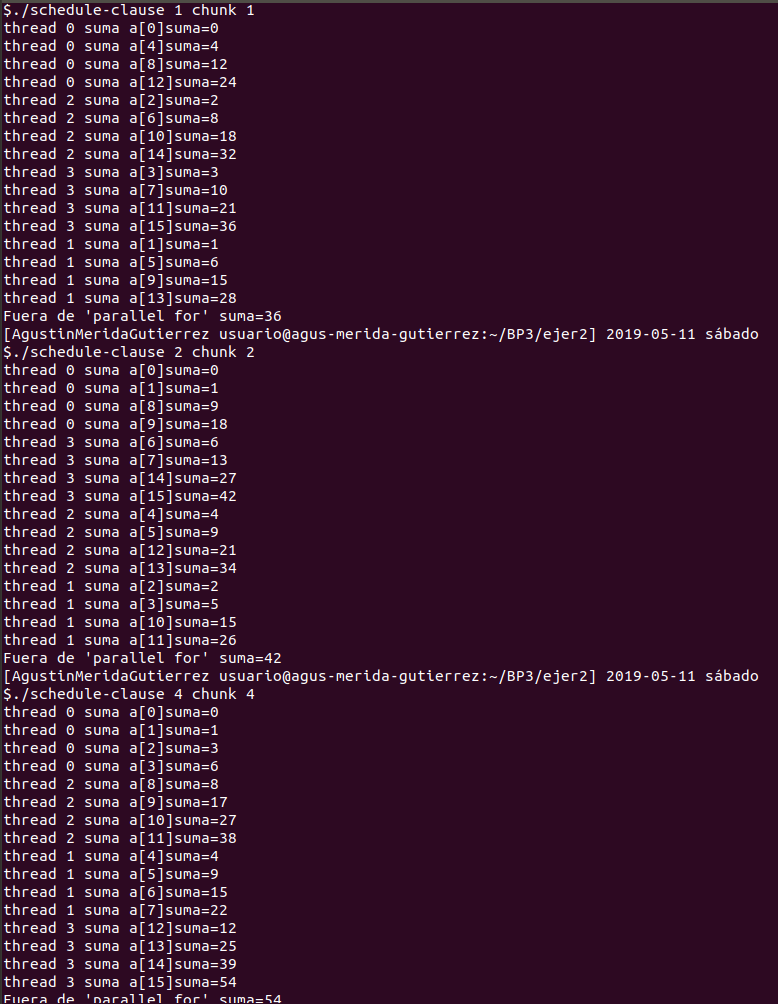 $./schedule-clause 1 chunk 1
thread 0 suma a[0]suma=0
thread 0 suma a[4]suma=4
thread 0 suma a[8]suma=12
thread 0 suma a[12]suma=24
thread 2 suma a[2]suma=2
thread 2 suma a[6]suma=8
thread 2 suma a[10]suma=18
thread 2 suma a[14]suma=32
thread 3 suma a[3]suma=3
thread 3 suma a[7]suma=10
thread 3 suma a[11]suma=21
thread 3 suma a[15]suma=36
thread 1 suma a[1]suma=1
thread 1 suma a[5]suma=6
thread 1 suma a[9]suma=15
thread 1 suma a[13]suma=28
Fuera de 'parallel for' suma=36
[AgustinMeridaGutierrez usuario@agus-merida-gutierrez:~/BP3/ejer2] 2019-05-11 sábado
$./schedule-clause 2 chunk 2
thread 0 suma a[0]suma=0
thread 0 suma a[1]suma=1
thread 0 suma a[8]suma=9
thread 0 suma a[9]suma=18
thread 3 suma a[6]suma=6
thread 3 suma a[7]suma=13
thread 3 suma a[14]suma=27
thread 3 suma a[15]suma=42
thread 2 suma a[4]suma=4
thread 2 suma a[5]suma=9
thread 2 suma a[12]suma=21
thread 2 suma a[13]suma=34
thread 1 suma a[2]suma=2
thread 1 suma a[3]suma=5
thread 1 suma a[10]suma=15
thread 1 suma a[11]suma=26
Fuera de 'parallel for' suma=42
[AgustinMeridaGutierrez usuario@agus-merida-gutierrez:~/BP3/ejer2] 2019-05-11 sábado
$./schedule-clause 4 chunk 4
thread 0 suma a[0]suma=0
thread 0 suma a[1]suma=1
thread 0 suma a[2]suma=3
thread 0 suma a[3]suma=6
thread 2 suma a[8]suma=8
thread 2 suma a[9]suma=17
thread 2 suma a[10]suma=27
thread 2 suma a[11]suma=38
thread 1 suma a[4]suma=4
thread 1 suma a[5]suma=9
thread 1 suma a[6]suma=15
thread 1 suma a[7]suma=22
thread 3 suma a[12]suma=12
thread 3 suma a[13]suma=25
thread 3 suma a[14]suma=39
thread 3 suma a[15]suma=54
Fuera de 'parallel for' suma=54